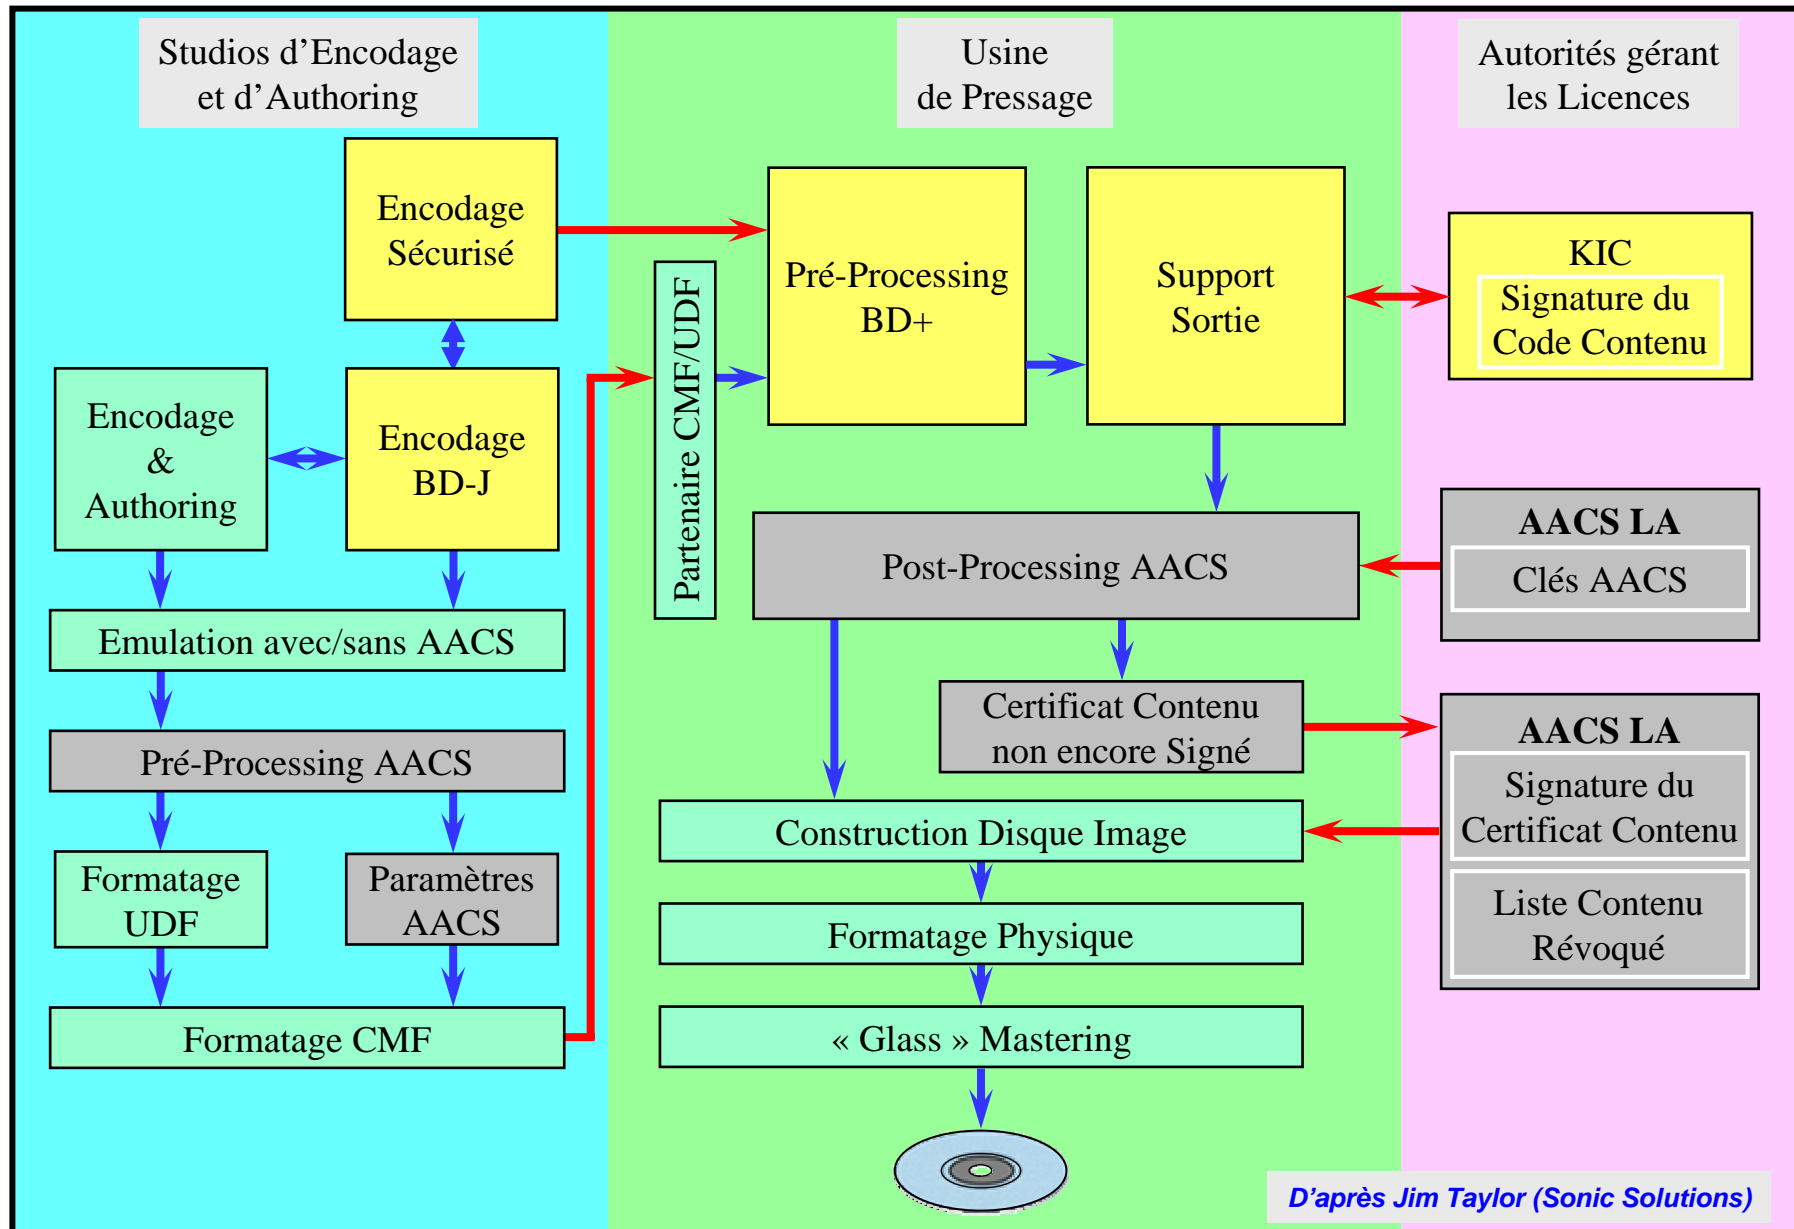 Studios d’Encodage
et d’Authoring
Usine
de Pressage
Autorités gérant
les Licences
Encodage
Sécurisé
Encodage
&
Authoring
Encodage
BD-J
Emulation avec/sans AACS
Pré-Processing AACS
Formatage
UDF
Paramètres
AACS
Formatage CMF
Partenaire CMF/UDF
Pré-Processing
BD+
Support
Sortie
Post-Processing AACS
Certificat Contenu
non encore Signé
Construction Disque Image
Formatage Physique
« Glass » Mastering
KIC
Signature du
Code Contenu
AACS LA
Clés AACS
AACS LA
Signature du
Certificat Contenu
Liste Contenu
Révoqué
D’après Jim Taylor (Sonic Solutions)